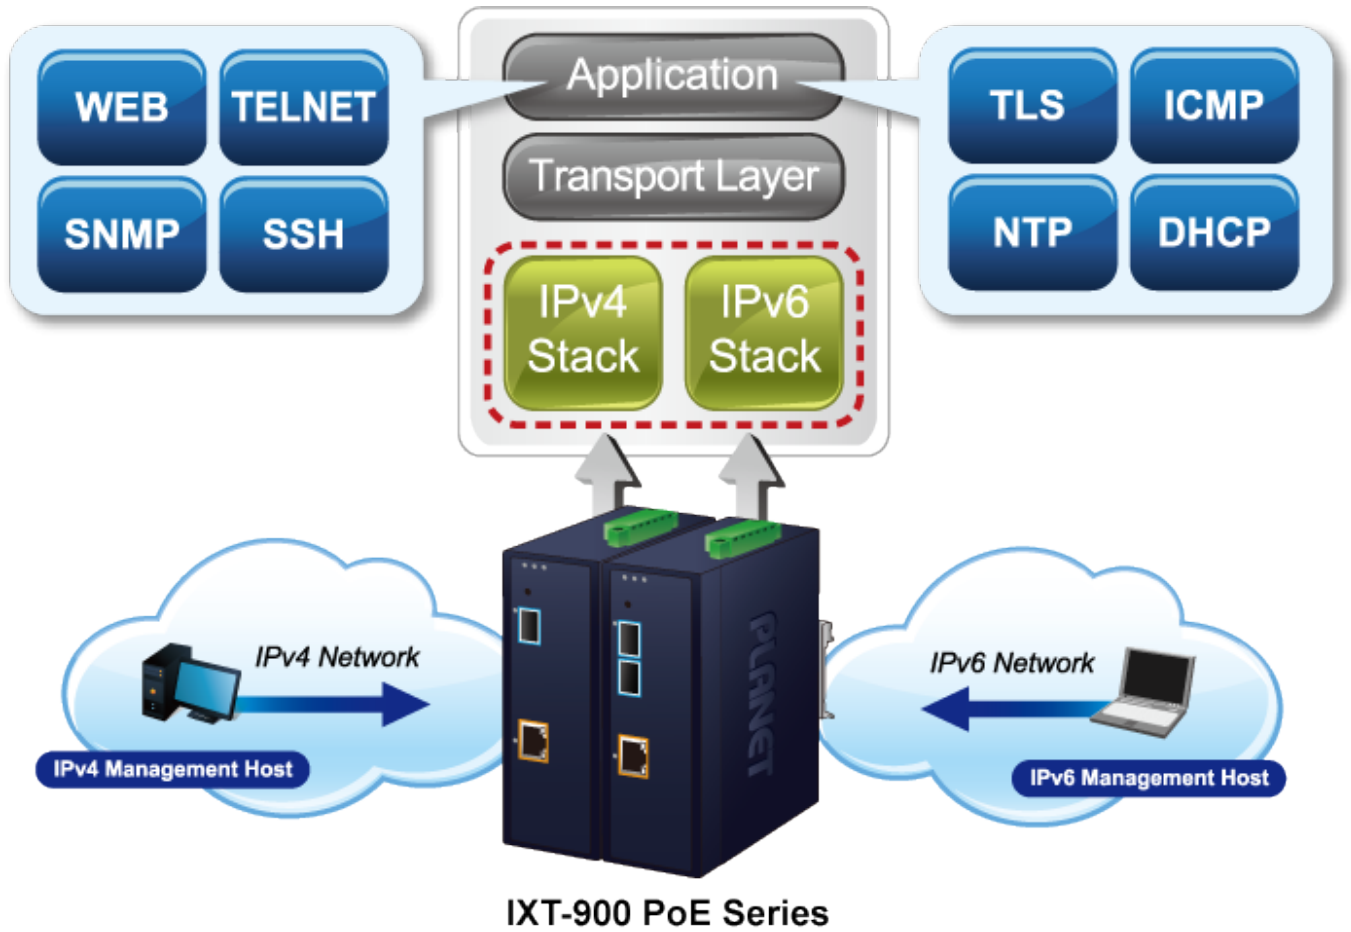 WEB
TELNET
SNMP
SSH
Application
Transport Layer
IPv4
Stack
IPv6
Stack
TLS
ICMP
NTP
DHCP
IPv4 Network
IPv4 Management Host
PLANET
IPv6 Network
IPv6 Management Host
IXT-900 PoE Series